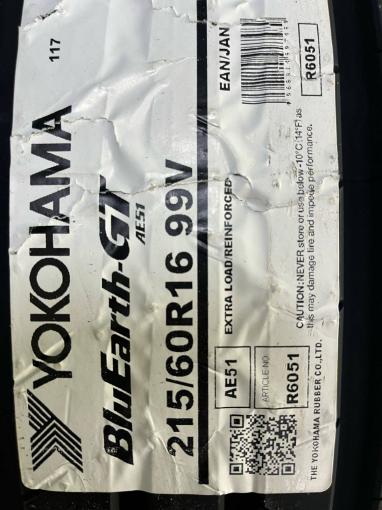 YOKOHAMA
117
BluEarth-GT
AE51
215/60R16 99V
EXTRA LOAD/REINFORCED
EAN/JAN
AE51
ARTICLE NO.
R6051
R6051
CAUTION: NEVER store or use below -10°C (14°F) as
this may damage tire and impede performance.
THE YOKOHAMA RUBBER CO., LTD.